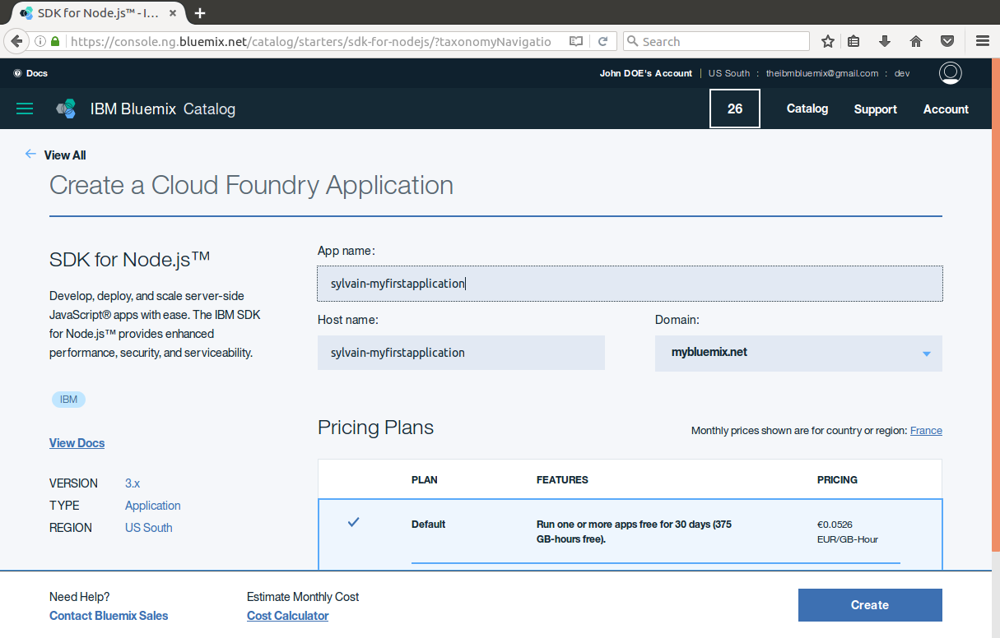 SDK for Node.js™ - I...
https://console.ng.bluemix.net/catalog/starters/sdk-for-nodejs/?taxonomyNavigatio
Search
Docs
John DOE's Account | US South : theibmbluemix@gmail.com : dev
IBM Bluemix Catalog
26
Catalog
Support
Account
View All
Create a Cloud Foundry Application
SDK for Node.js™
Develop, deploy, and scale server-side
JavaScript® apps with ease. The IBM SDK
for Node.js™ provides enhanced
performance, security, and serviceability.
IBM
View Docs
VERSION 3.x
TYPE Application
REGION US South
App name:
sylvain-myfirstapplication
Host name:
sylvain-myfirstapplication
Domain:
mybluemix.net
Pricing Plans
Monthly prices shown are for country or region: France
PLAN FEATURES PRICING
Default
Run one or more apps free for 30 days (375
GB-hours free).
€0.0526
EUR/GB-Hour
Need Help?
Contact Bluemix Sales
Estimate Monthly Cost
Cost Calculator
Create